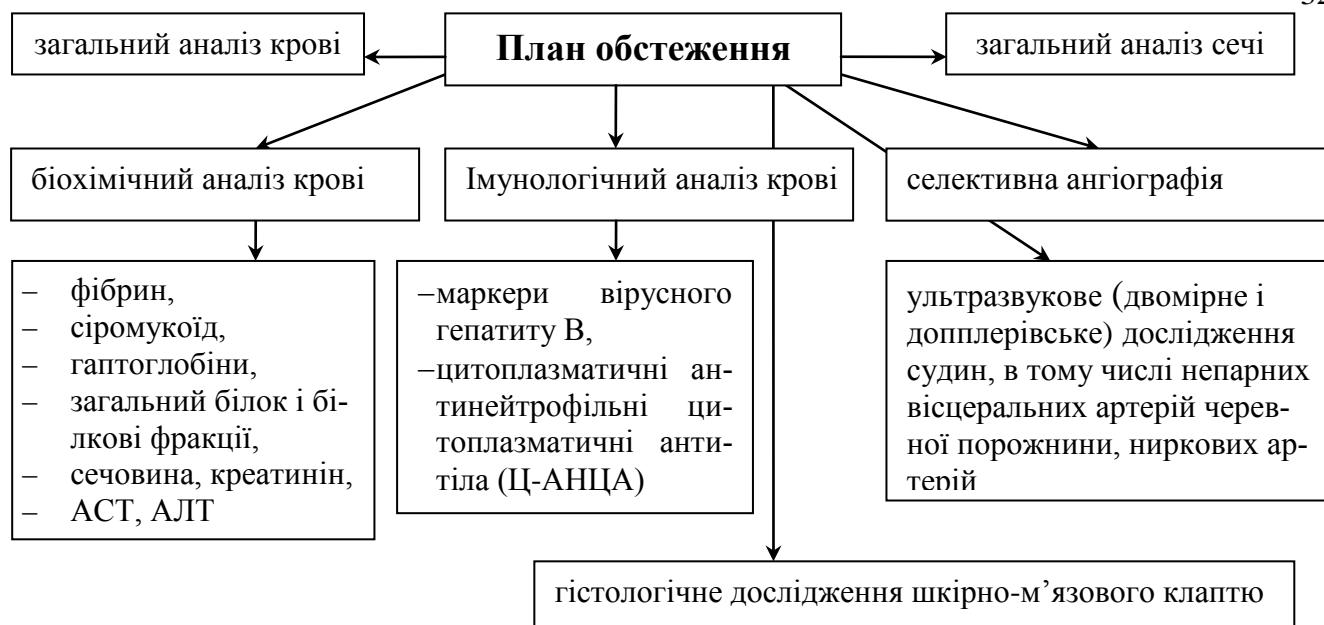 загальний аналіз крові
План обстеження
загальний аналіз сечі
біохімічний аналіз крові
Імунологічний аналіз крові
селективна ангіографія
– фібрин,
– сіромукоїд,
– гаптоглобіни,
– загальний білок і бі-
лкові фракції,
– сечовина, креатинін,
– АСТ, АЛТ
–маркери вірусного
гепатиту В,
–цитоплазматичні ан-
тинейтрофільні ци-
топлазматичні анти-
тіла (Ц-АНЦА)
ультразвукове (двомірне і
допплерівське) дослідження
судин, в тому числі непарних
вісцеральних артерій черев-
ної порожнини, ниркових ар-
терій
гістологічне дослідження шкірно-м’язового клаптю